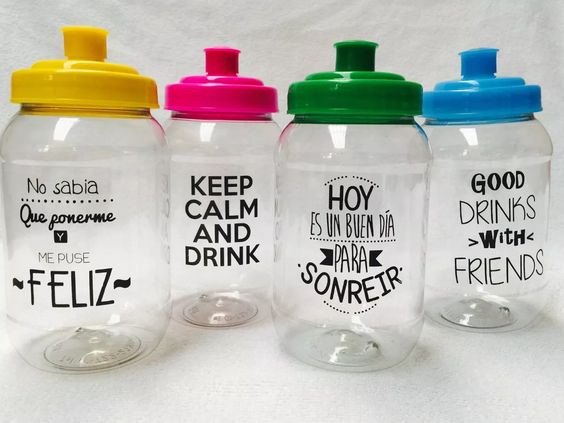 No sabia
Que ponerme
Y
ME PUSE
~FELIZ~
KEEP
CALM
AND
DRINK
HOY
ES UN BUEN DÍA
PARA
SONREIR
GOOD
DRINKS
>WITH<
FRIENDS